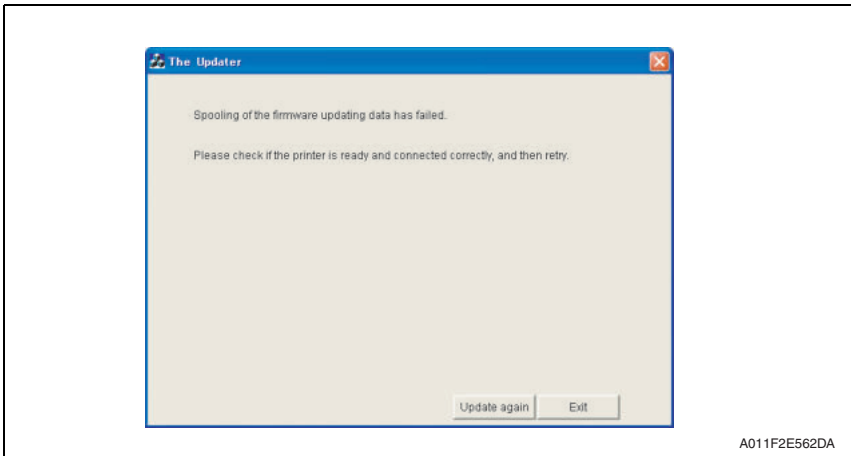 The Updater
Spooling of the firmware updating data has failed.
Please check if the printer is ready and connected correctly, and then retry.
Update again Exit
A011F2E562DA